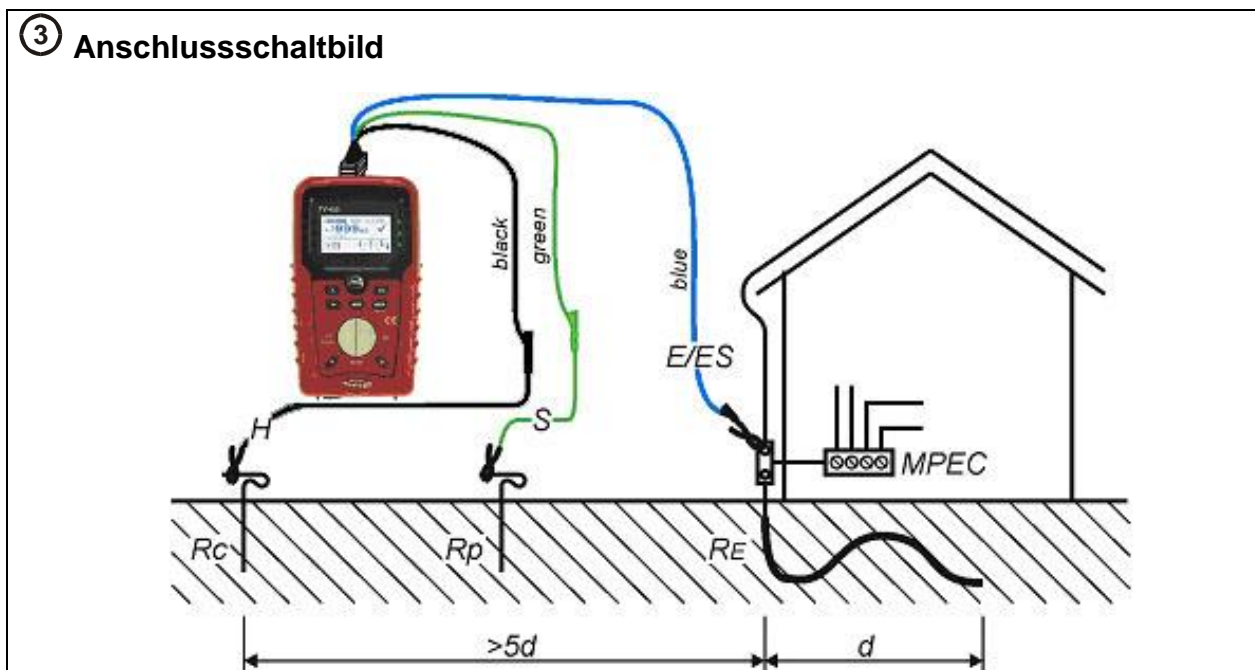 ③ Anschlussschaltbild
black
green
blue
E/ES
H
S
MPEC
Rc
Rp
RE
>5d
d